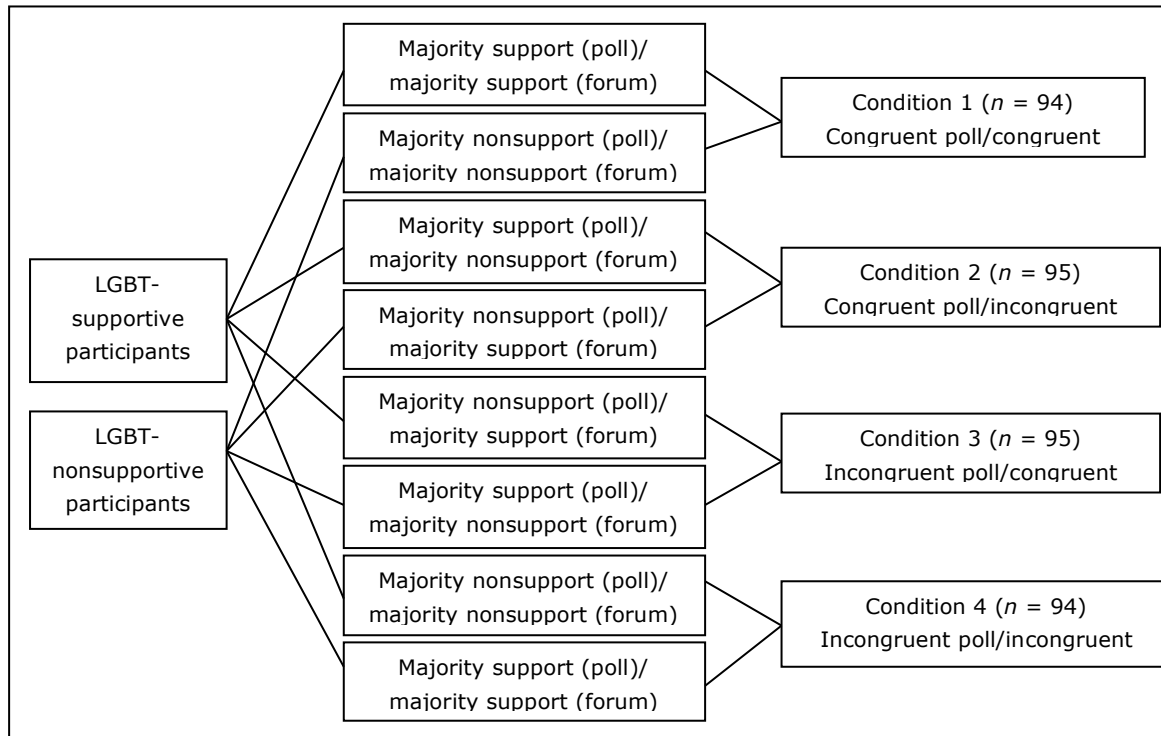 LGBT-
supportive
participants
LGBT-
nonsupportive
participants
Majority support (poll)/
majority support (forum)
Majority nonsupport (poll)/
majority nonsupport (forum)
Majority support (poll)/
majority nonsupport (forum)
Majority nonsupport (poll)/
majority support (forum)
Majority nonsupport (poll)/
majority support (forum)
Majority support (poll)/
majority nonsupport (forum)
Majority nonsupport (poll)/
majority nonsupport (forum)
Majority support (poll)/
majority support (forum)
Condition 1 (n = 94)
Congruent poll/congruent
Condition 2 (n = 95)
Congruent poll/incongruent
Condition 3 (n = 95)
Incongruent poll/congruent
Condition 4 (n = 94)
Incongruent poll/incongruent